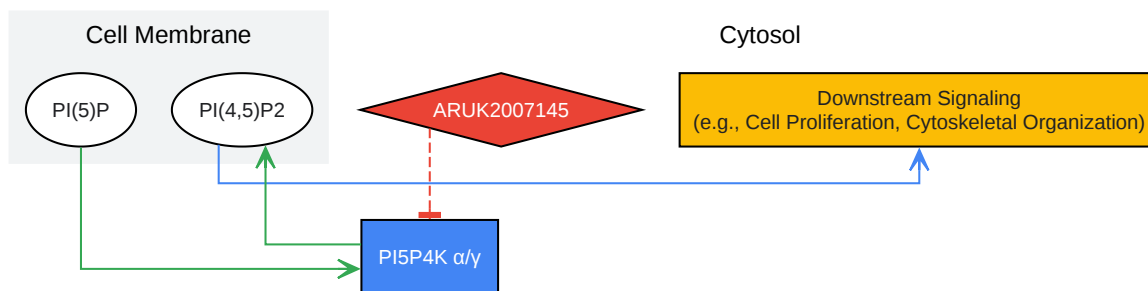 Cell Membrane
Cytosol
PI(5)P
PI(4,5)P2
ARUK2007145
Downstream Signaling
(e.g., Cell Proliferation, Cytoskeletal Organization)
PI5P4K α/γ